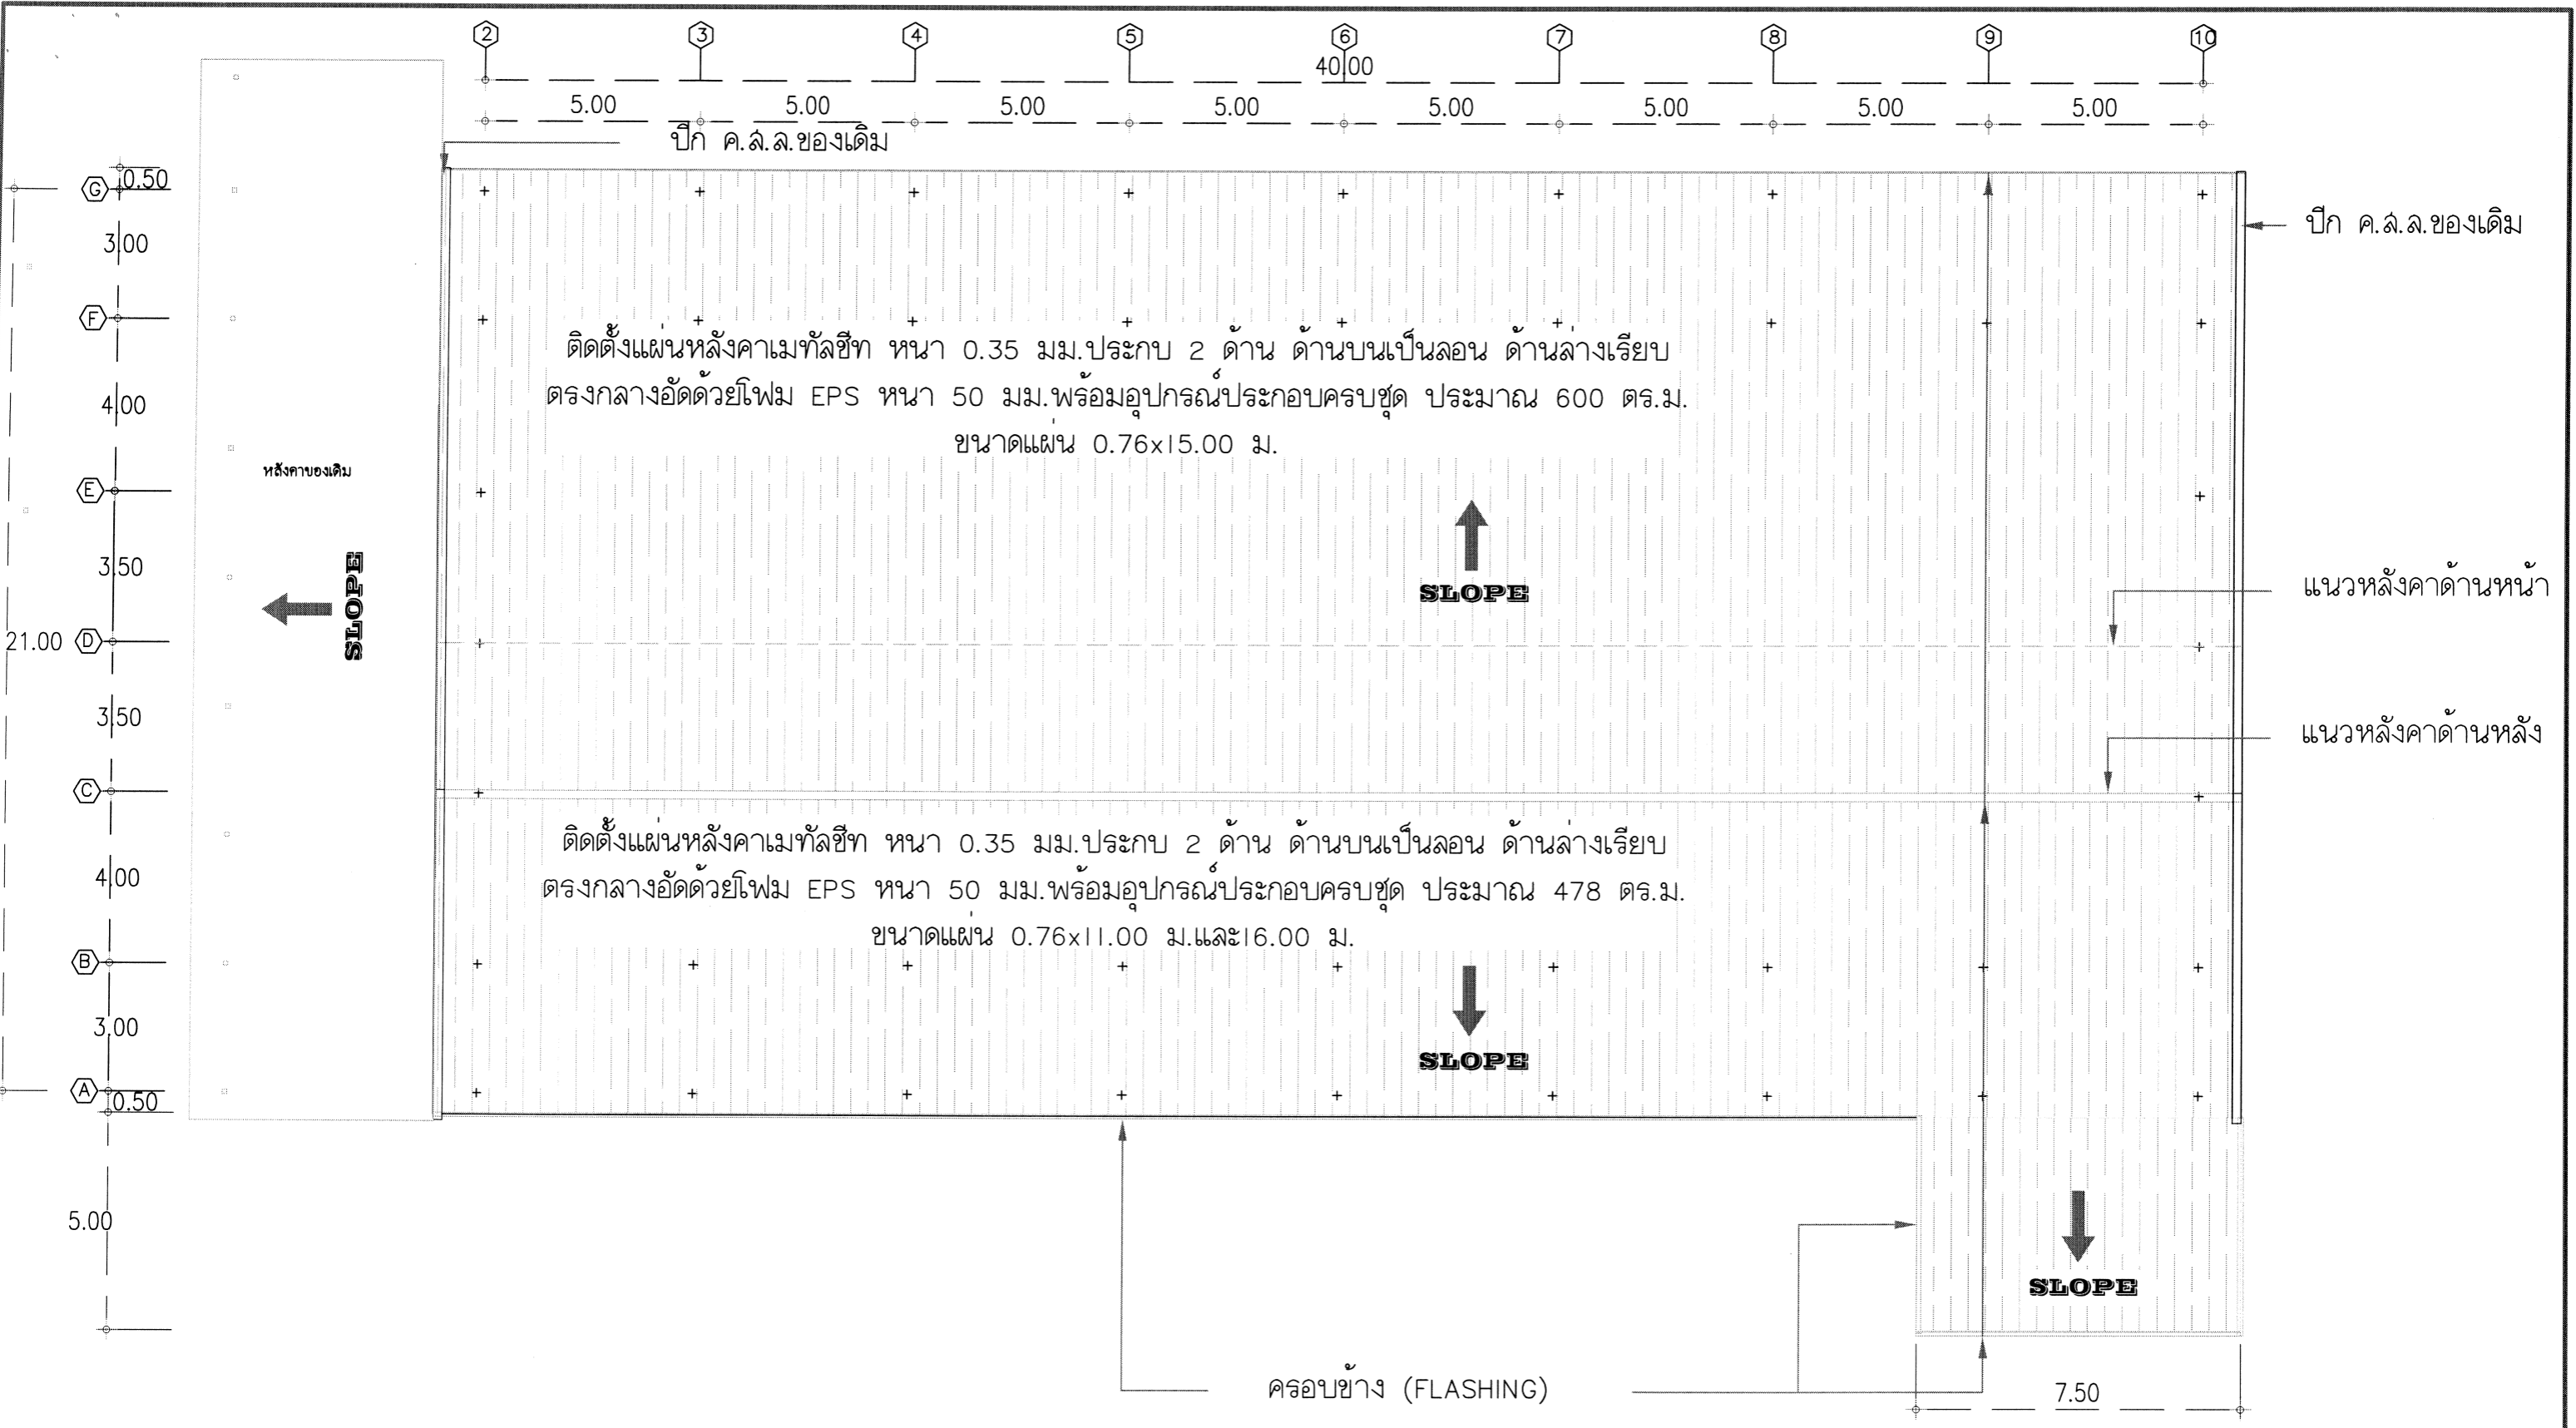 2 3 4 5 6 7 8 9 10
40.00
5.00 5.00 5.00 5.00 5.00 5.00 5.00 5.00
ปีก ค.ส.ล.ของเดิม
G 0.50
ปีก ค.ส.ล.ของเดิม
3.00
F
ติดตั้งแผ่นหลังคาเมทัลชีท หนา 0.35 มม.ประกบ 2 ด้าน ด้านบนเป็นลอน ด้านล่างเรียบ
4.00
ตรงกลางอัดด้วยโฟม EPS หนา 50 มม.พร้อมอุปกรณ์ประกอบครบชุด ประมาณ 600 ตร.ม.
ขนาดแผ่น 0.76x15.00 ม.
หลังคาของเดิม
E
3.50
SLOPE
SLOPE
แนวหลังคาด้านหน้า
21.00 D
3.50
แนวหลังคาด้านหลัง
C
ติดตั้งแผ่นหลังคาเมทัลชีท หนา 0.35 มม.ประกบ 2 ด้าน ด้านบนเป็นลอน ด้านล่างเรียบ
4.00
ตรงกลางอัดด้วยโฟม EPS หนา 50 มม.พร้อมอุปกรณ์ประกอบครบชุด ประมาณ 478 ตร.ม.
ขนาดแผ่น 0.76x11.00 ม.และ16.00 ม.
B
3.00
SLOPE
A
0.50
5.00
SLOPE
ครอบข้าง (FLASHING)
7.50